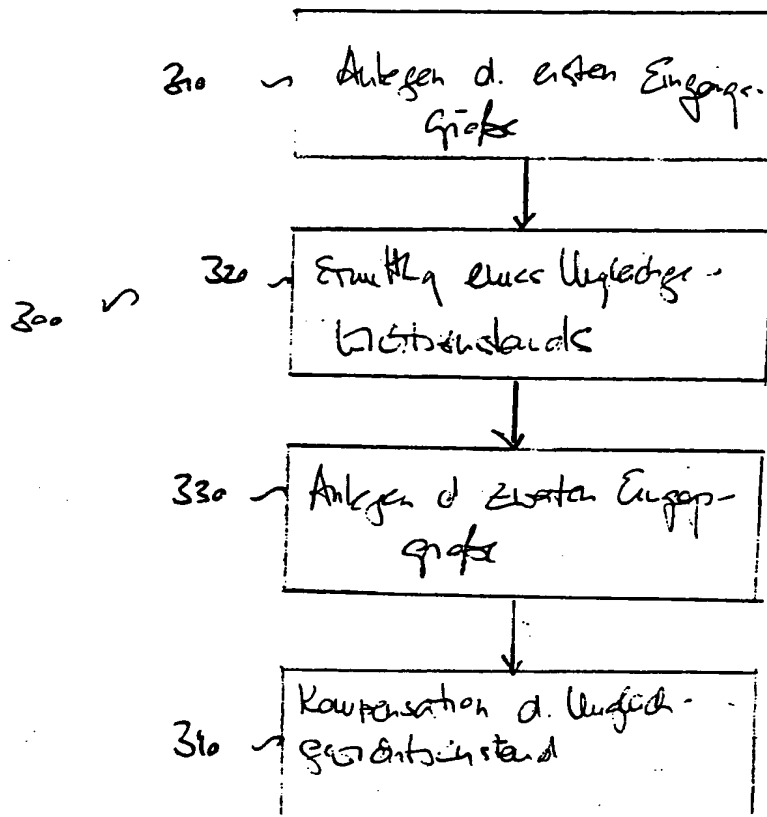 310
Anlegen d. ersten Eingangs-
größe
300
320
Ermittlg eines Ungleichge-
wichtszustands
330
Anlegen d zweiten Eingangs-
größe
340
Kompensation d. Ungleich-
gewichtszustand